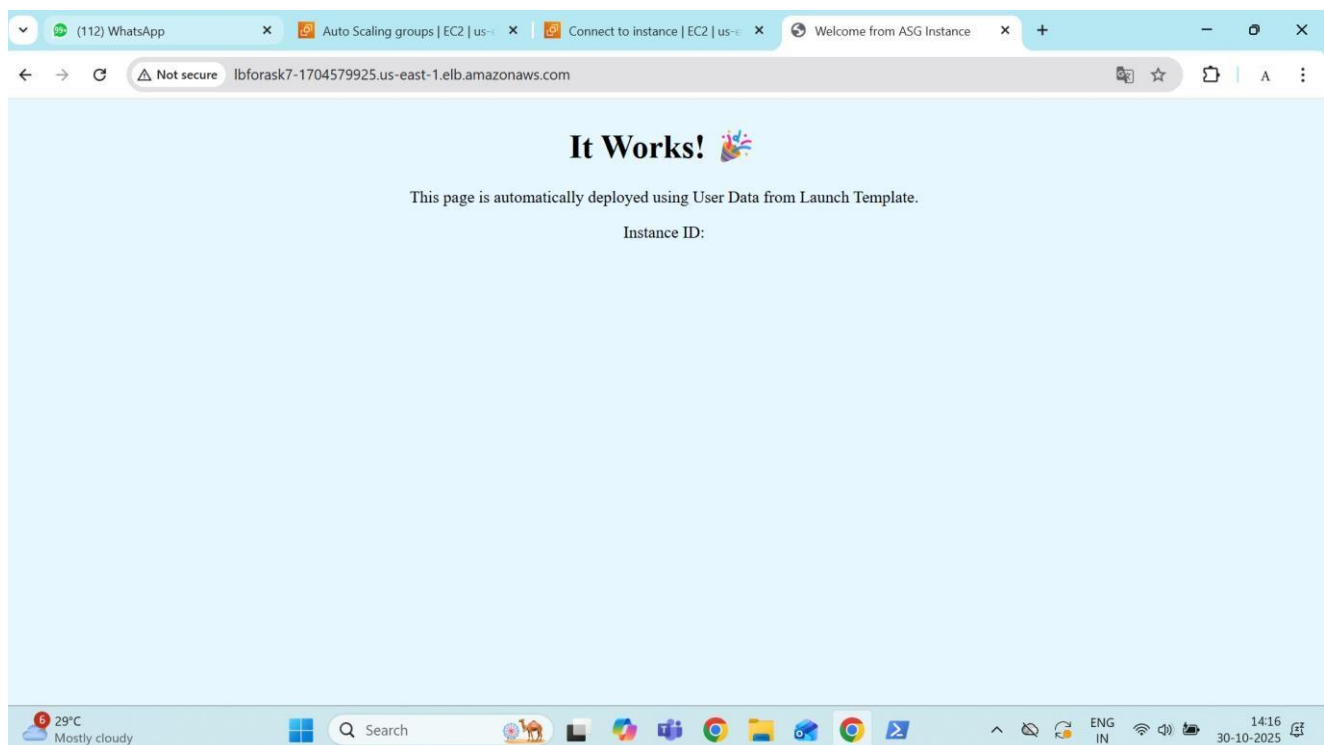 99+ (112) WhatsApp
Auto Scaling groups | EC2 | us-
Connect to instance | EC2 | us-
Welcome from ASG Instance
Not secure lbforask7-1704579925.us-east-1.elb.amazonaws.com A
It Works! 🎉
This page is automatically deployed using User Data from Launch Template.
Instance ID:
6 29°C
Mostly cloudy
Search
ENG
IN
14:16
30-10-2025